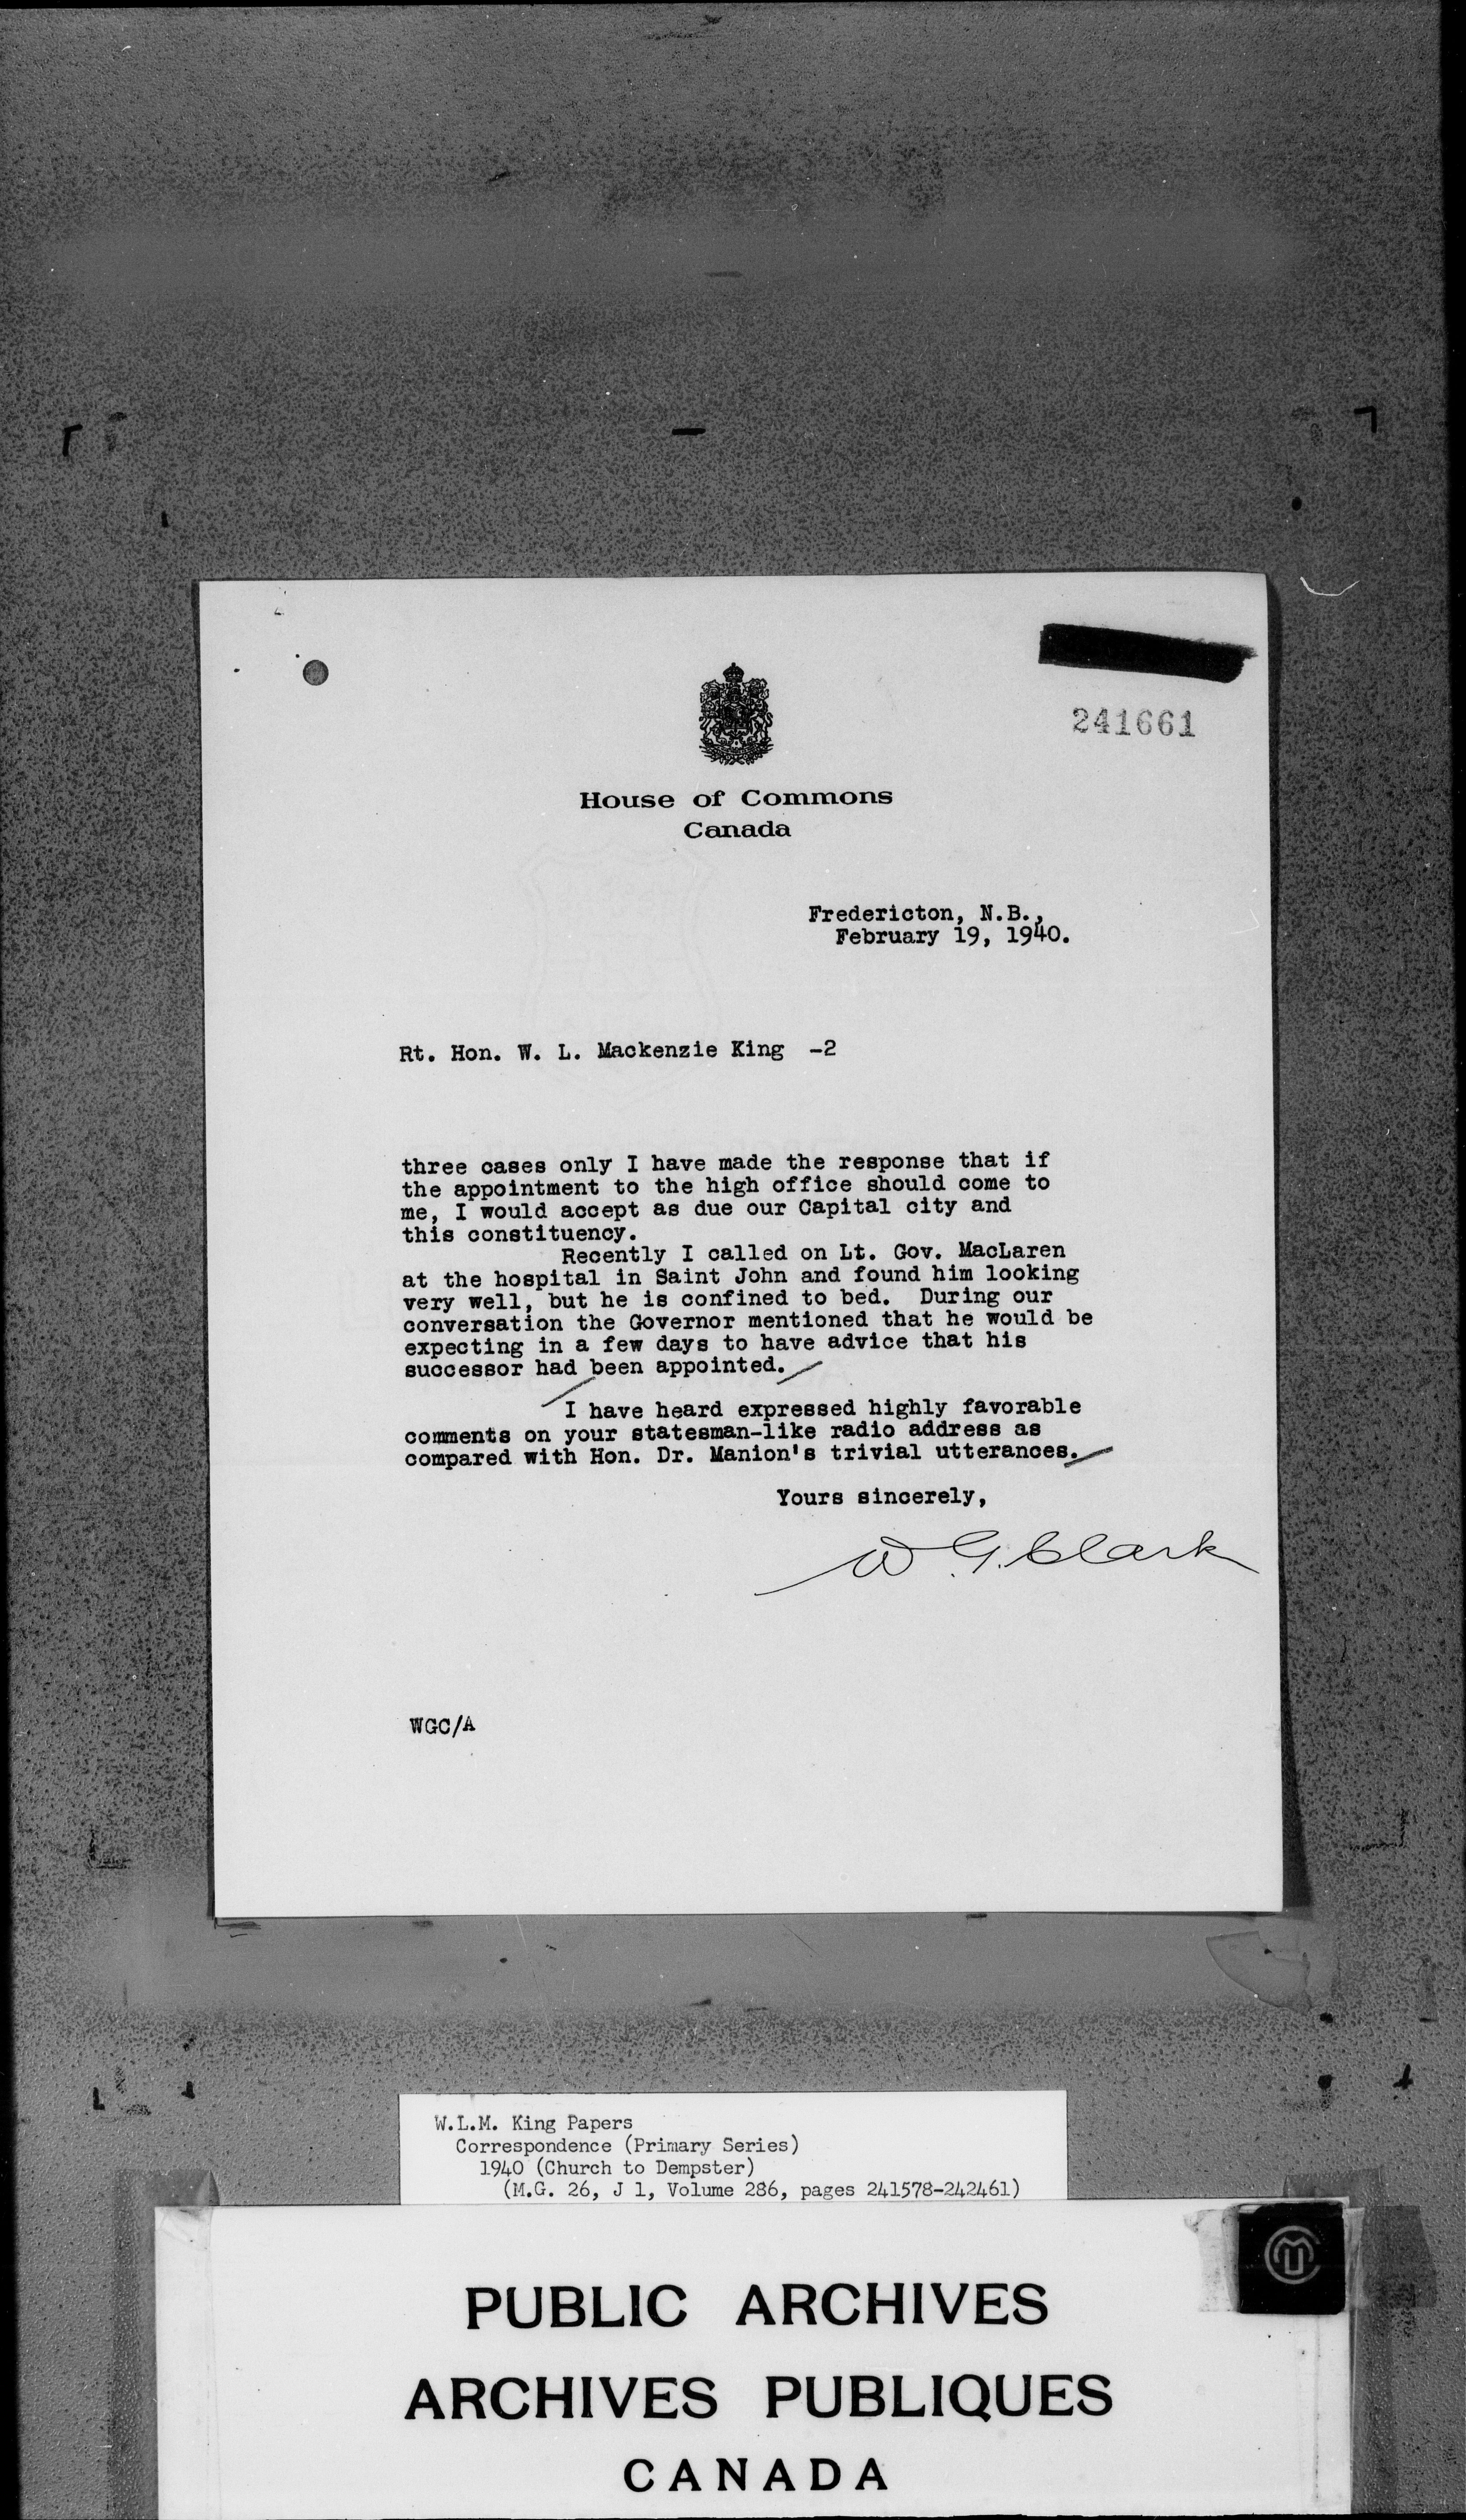 241661
House of Commons
Canada
Fredericton, N.B.,
February 19, 1940.
Rt. Hon. W. L. Mackenzie King -2
three cases only I have made the response that if
the appointment to the high office should come to
me, I would accept as due our Capital city and
this constituency.
Recently I called on Lt. Gov. MacLaren
at the hospital in Saint John and found him looking
very well, but he is confined to bed. During our
conversation the Governor mentioned that he would be
expecting in a few days to have advice that his
successor had been appointed.
I have heard expressed highly favorable
comments on your statesman-like radio address as
compared with Hon. Dr. Manion's trivial utterances.
Yours sincerely,
W. G. Clark
WGC/A
W.L.M. King Papers
Correspondence (Primary Series)
1940 (Church to Dempster)
(M.G. 26, J 1, Volume 286, pages 241578-242461)
PUBLIC ARCHIVES
ARCHIVES PUBLIQUES
CANADA